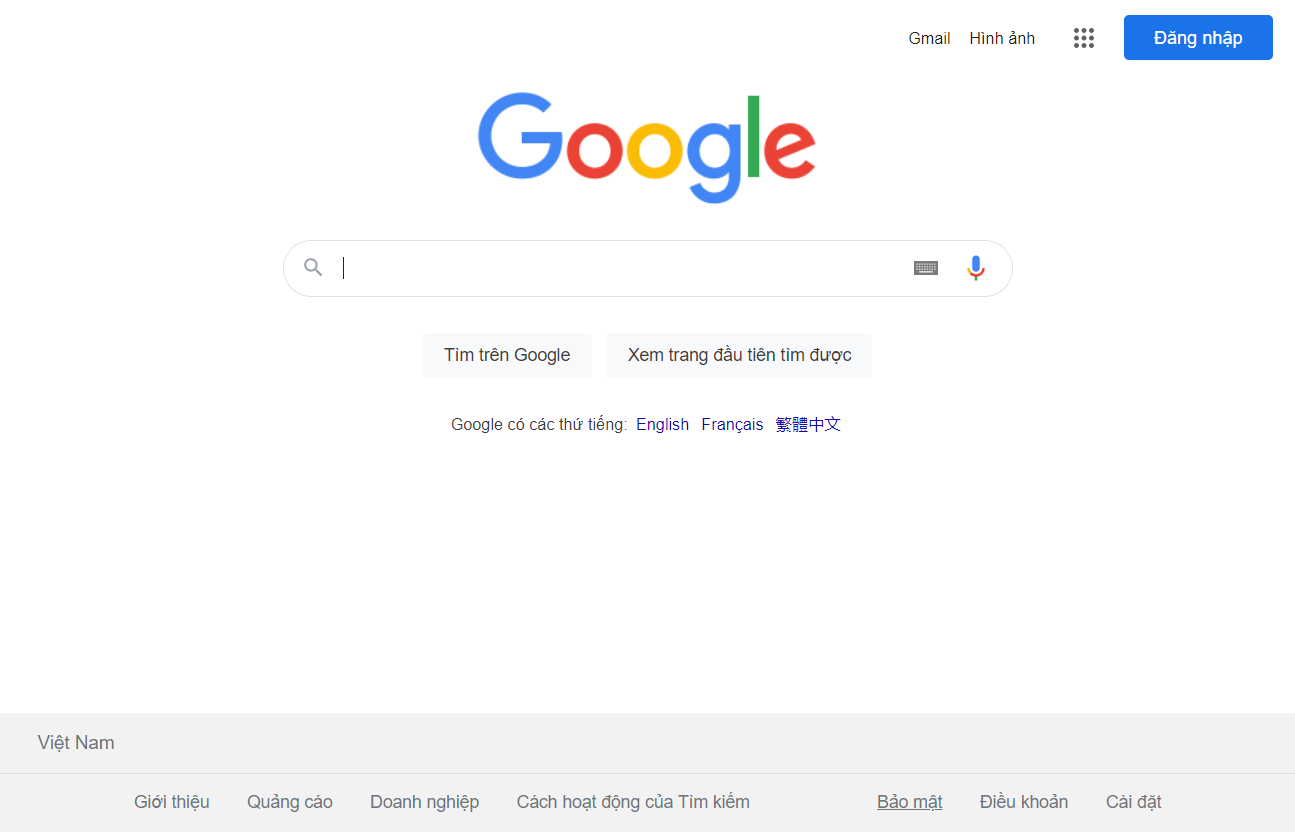 Gmail Hình ảnh Đăng nhập
Google
Tìm trên Google Xem trang đầu tiên tìm được
Google có các thứ tiếng: English Français 繁體中文
Việt Nam
Giới thiệu Quảng cáo Doanh nghiệp Cách hoạt động của Tìm kiếm Bảo mật Điều khoản Cài đặt